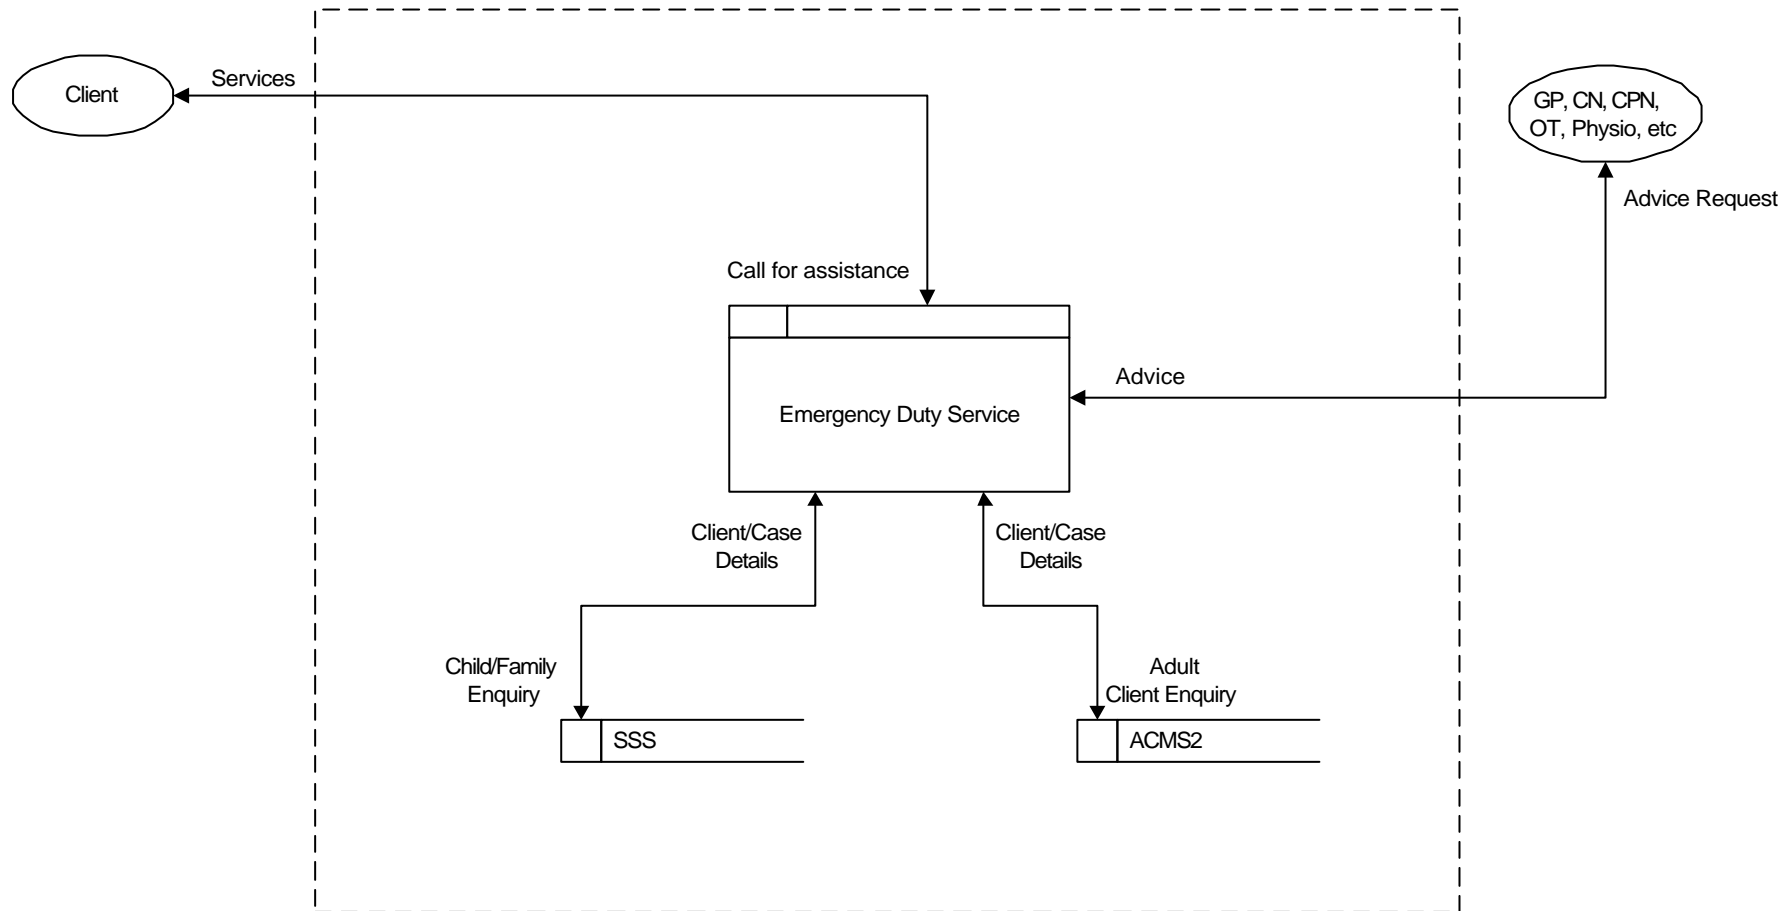 Services
Client
GP, CN, CPN,
OT, Physio, etc
Advice Request
Call for assistance
Advice
Emergency Duty Service
Client/Case
Details
Client/Case
Details
Child/Family
Enquiry
Adult
Client Enquiry
SSS
ACMS2